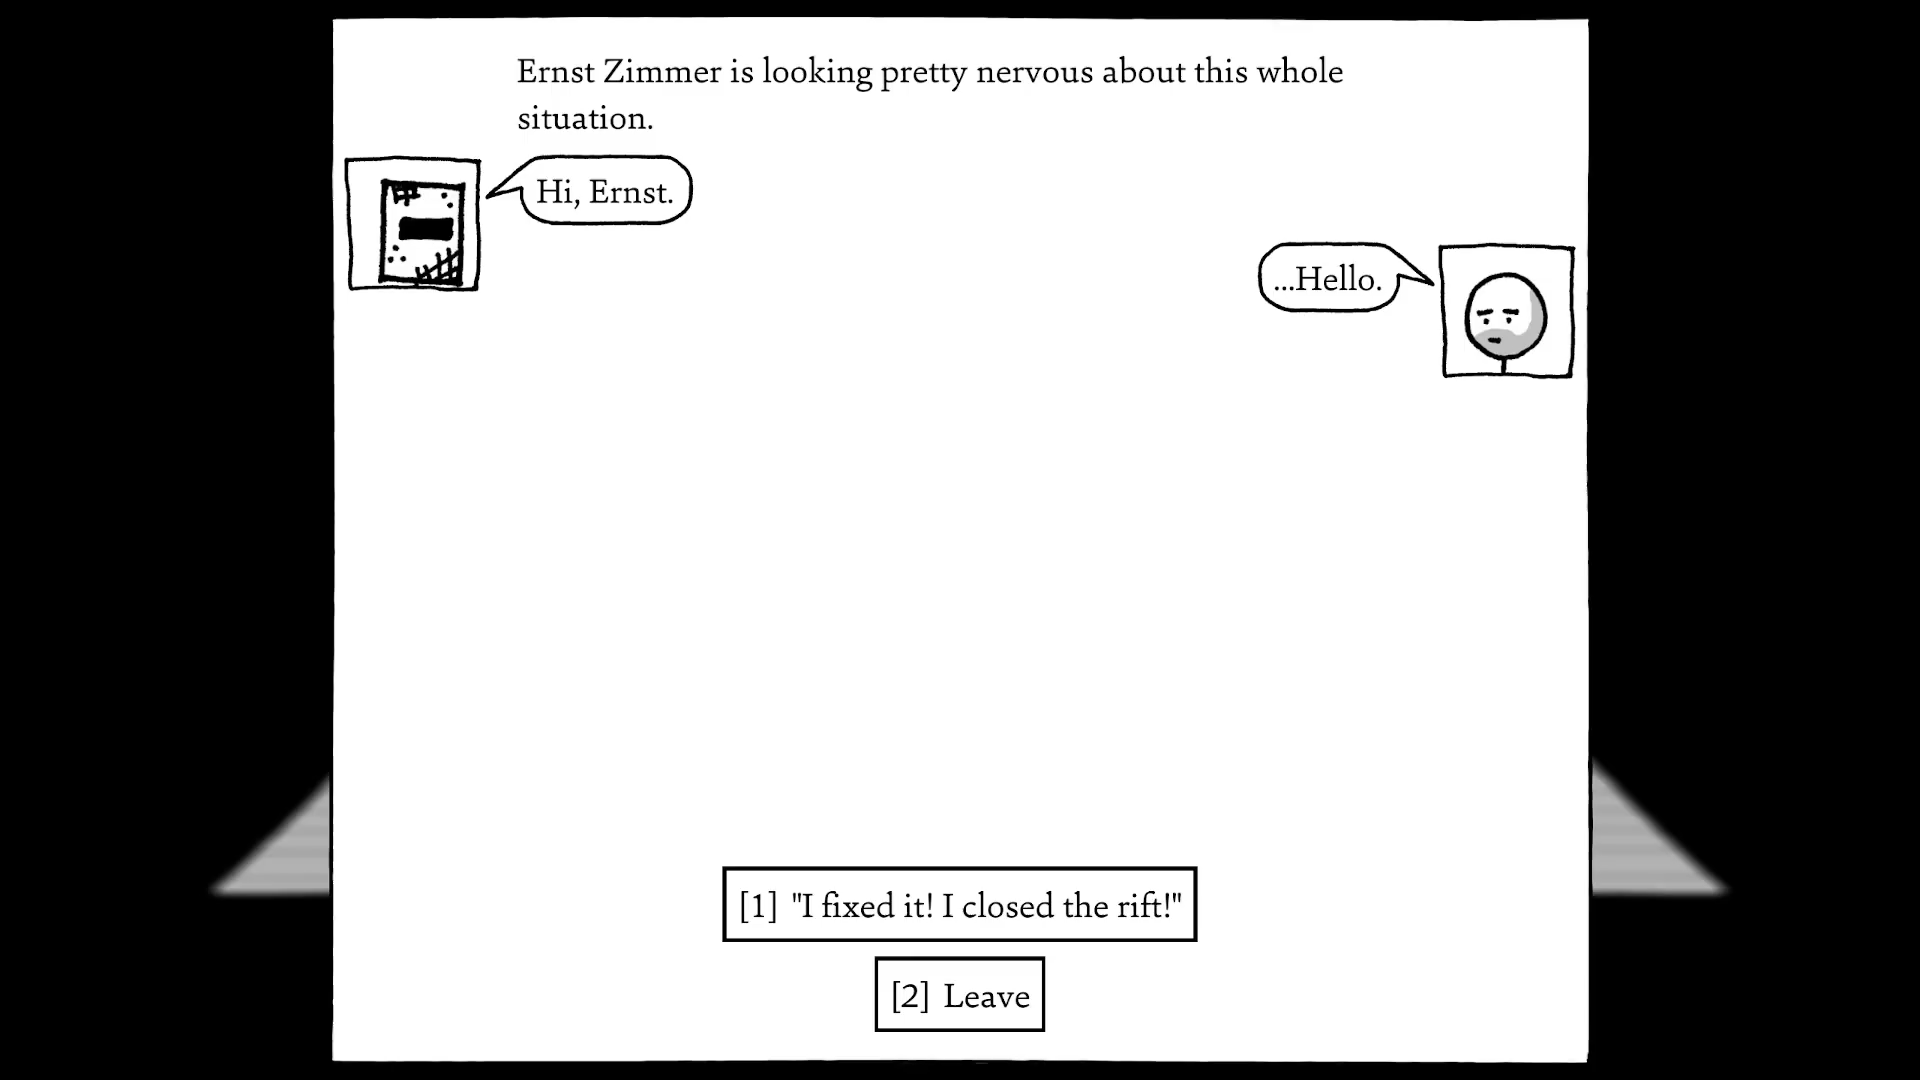 Ernst Zimmer is looking pretty nervous about this whole
situation.
Hi, Ernst.
...Hello.
[1] "I fixed it! I closed the rift!"
[2] Leave